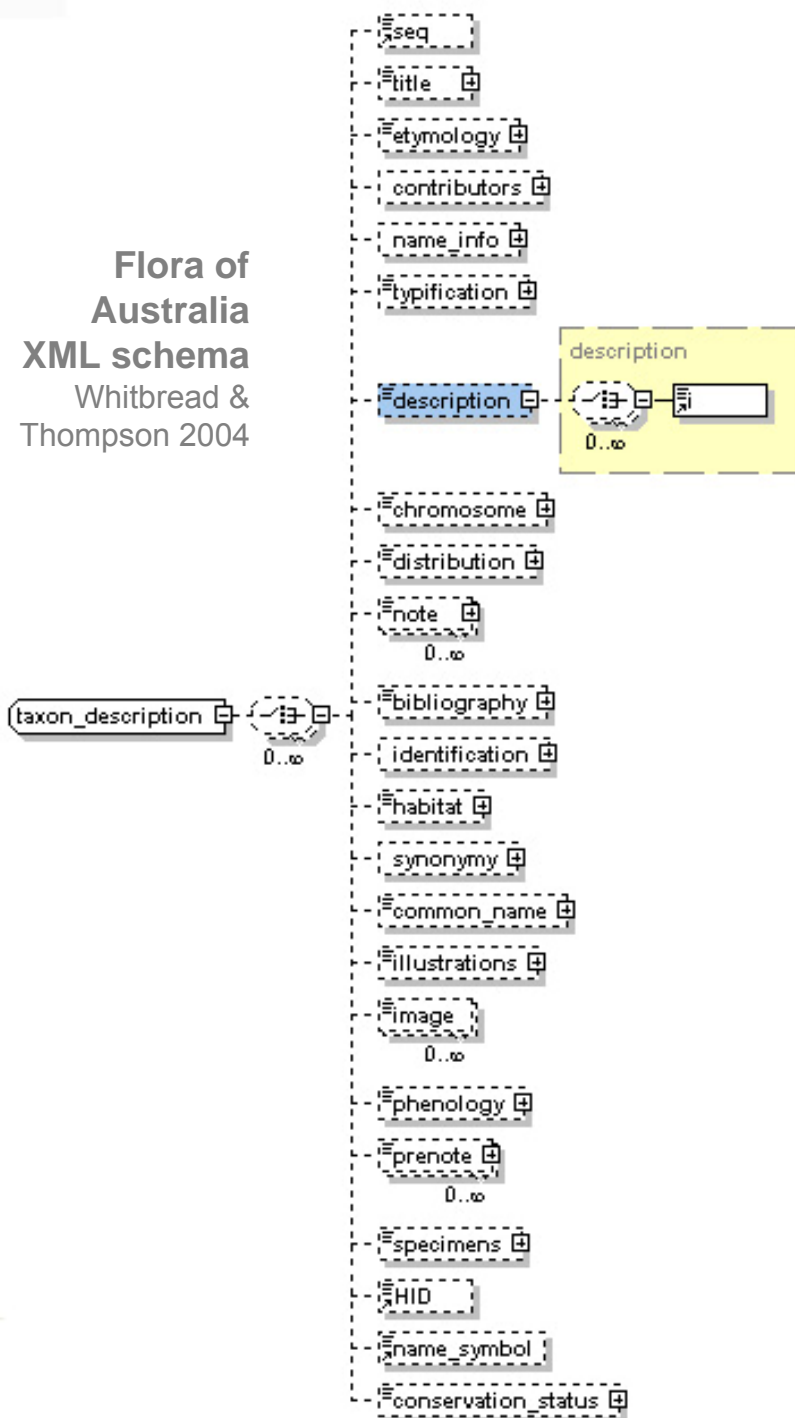 seq
title
etymology
contributors
name_info
Flora of
Australia
XML schema
Whitbread &
Thompson 2004
typification
description
description
i
0..∞
chromosome
distribution
note
0..∞
taxon_description
0..∞
bibliography
identification
habitat
synonymy
common_name
illustrations
image
0..∞
phenology
prenote
0..∞
specimens
HID
name_symbol
conservation_status